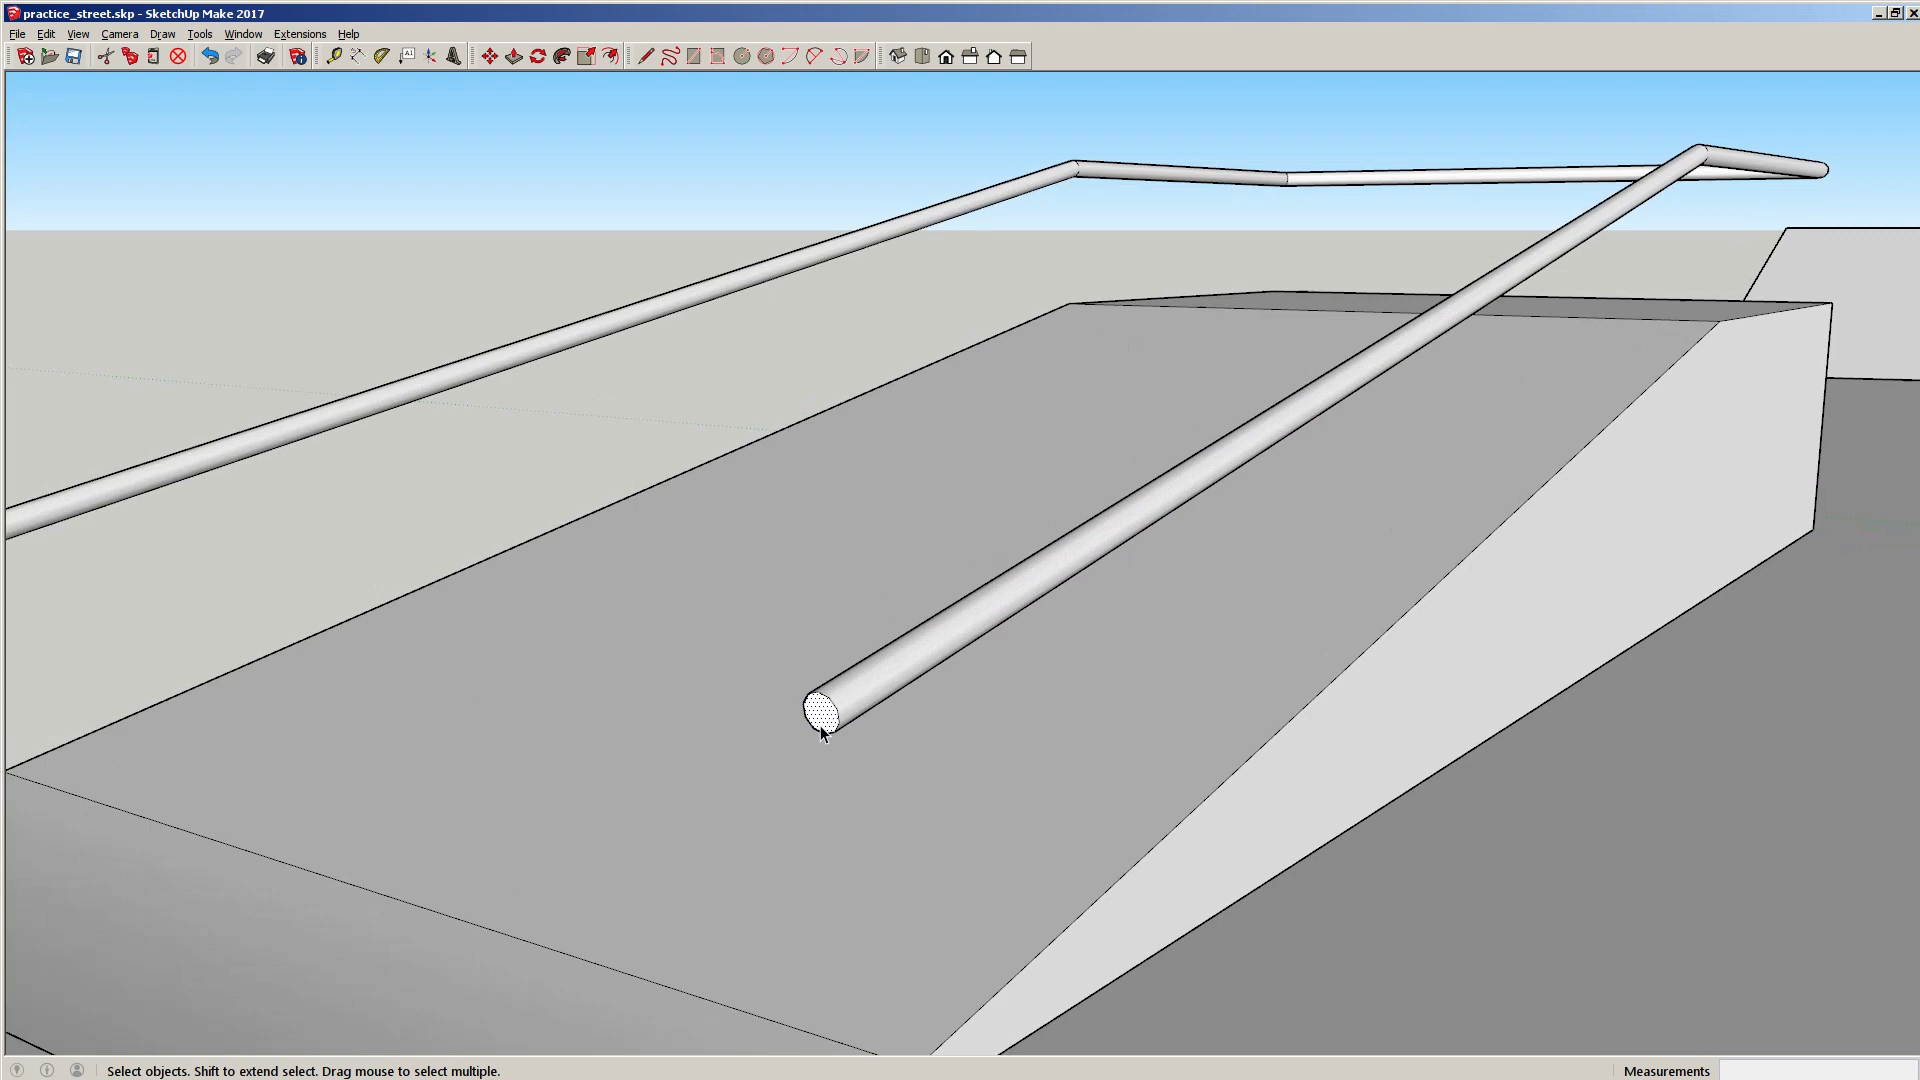 practice_street.skp - SketchUp Make 2017
File Edit View Camera Draw Tools Window Extensions Help
A1
Select objects. Shift to extend select. Drag mouse to select multiple.
Measurements